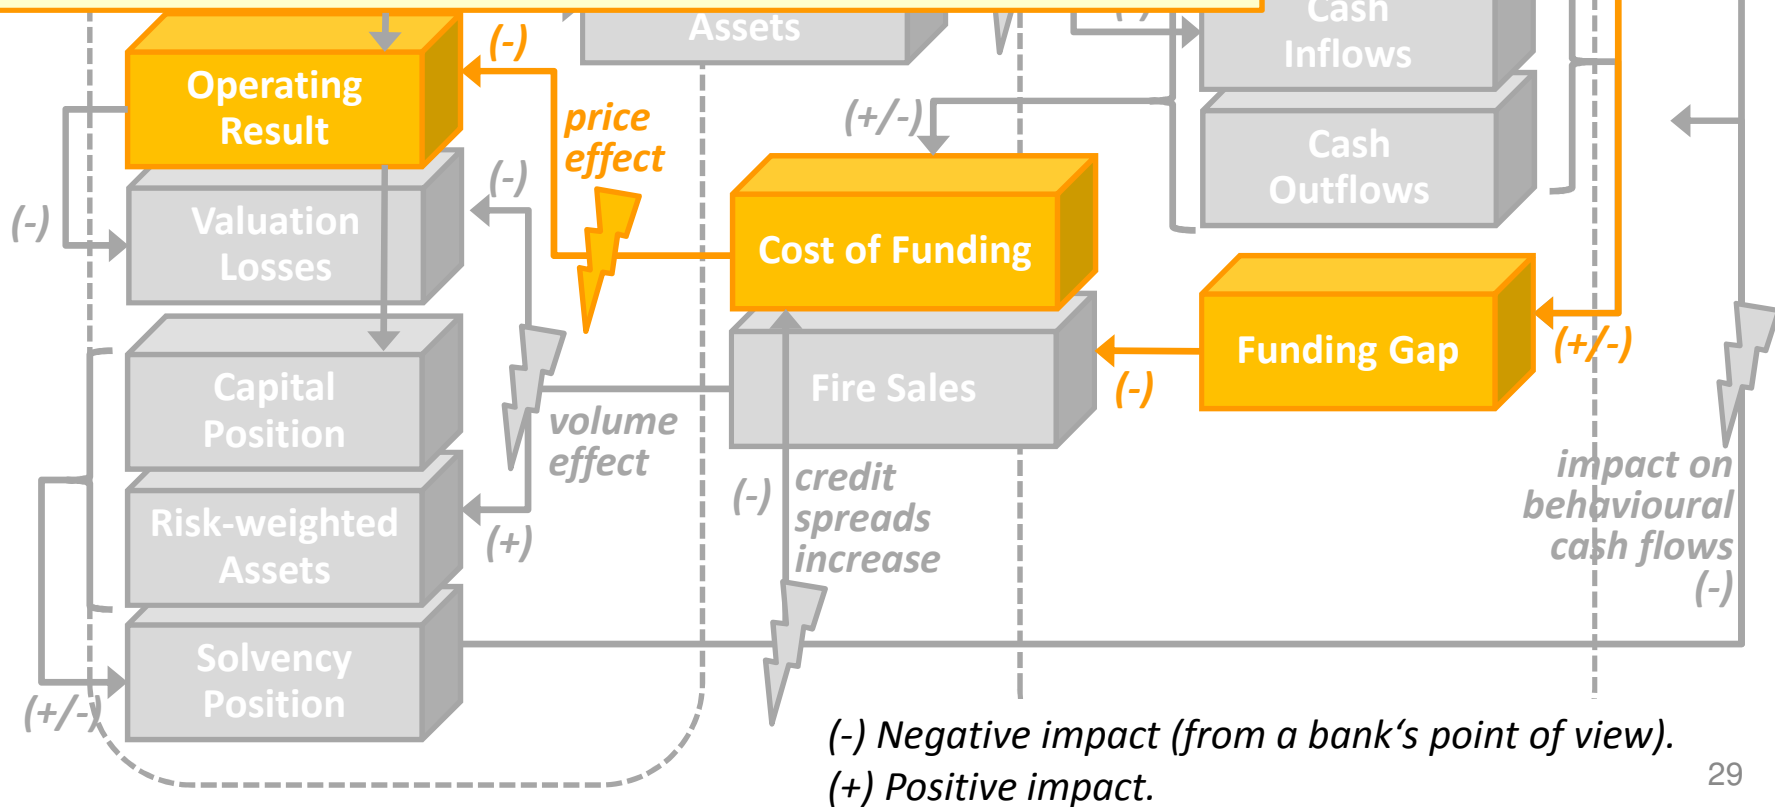 Operating
Result
(-)
Assets
Cash
Inflows
price
effect
(+/-)
Cash
Outflows
(-)
Valuation
Losses
(-)
Cost of Funding
Funding Gap
(+/-)
Capital
Position
Fire Sales
(-)
volume
effect
(-)
credit
spreads
increase
impact on
behavioural
cash flows
(-)
Risk-weighted
Assets
(+)
Solvency
Position
(+/-)
(-) Negative impact (from a bank‘s point of view).
(+) Positive impact.
29